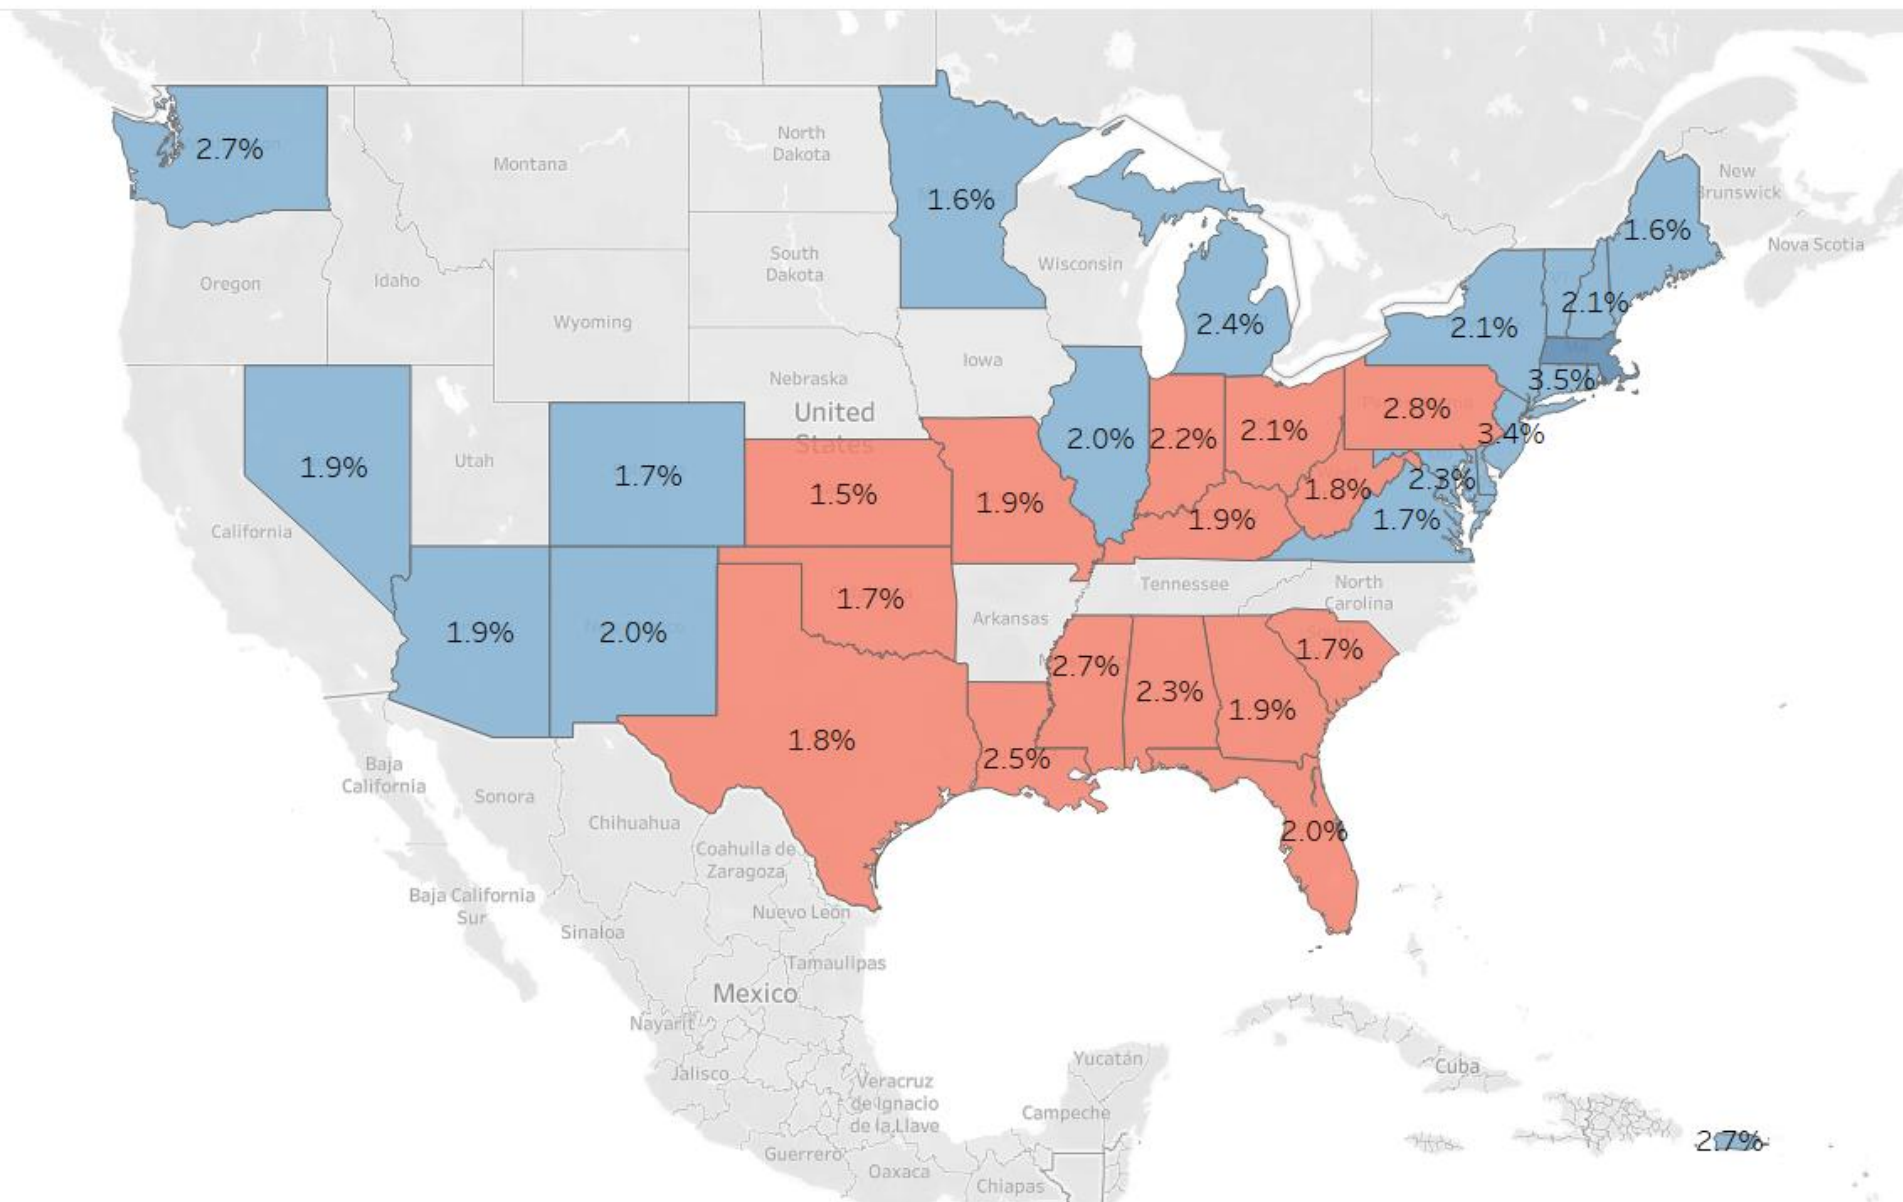 2.7%
Montana
North
Dakota
1.6%
New
Brunswick
1.6%
Nova Scotia
Oregon
Idaho
South
Dakota
Wisconsin
Wyoming
2.1%
2.4%
2.1%
Iowa
Nebraska
3.5%
United
States
2.8%
3.4%
1.9%
Utah
1.7%
1.5%
1.9%
2.0%
2.2%
2.1%
1.8%
2.3%
1.9%
1.7%
California
1.7%
Arkansas
Tennessee
North
Carolina
1.9%
2.0%
2.7%
2.3%
1.9%
1.7%
1.8%
2.5%
Baja
California
Sonora
Chihuahua
2.0%
Coahuila de
Zaragoza
Baja California
Sur
Nuevo León
Sinaloa
Tamaulipas
Mexico
Nayarit
Jalisco
Veracruz
de Ignacio
de la Llave
Yucatán
Cuba
Campeche
Guerrero
Oaxaca
Chiapas
2.7%